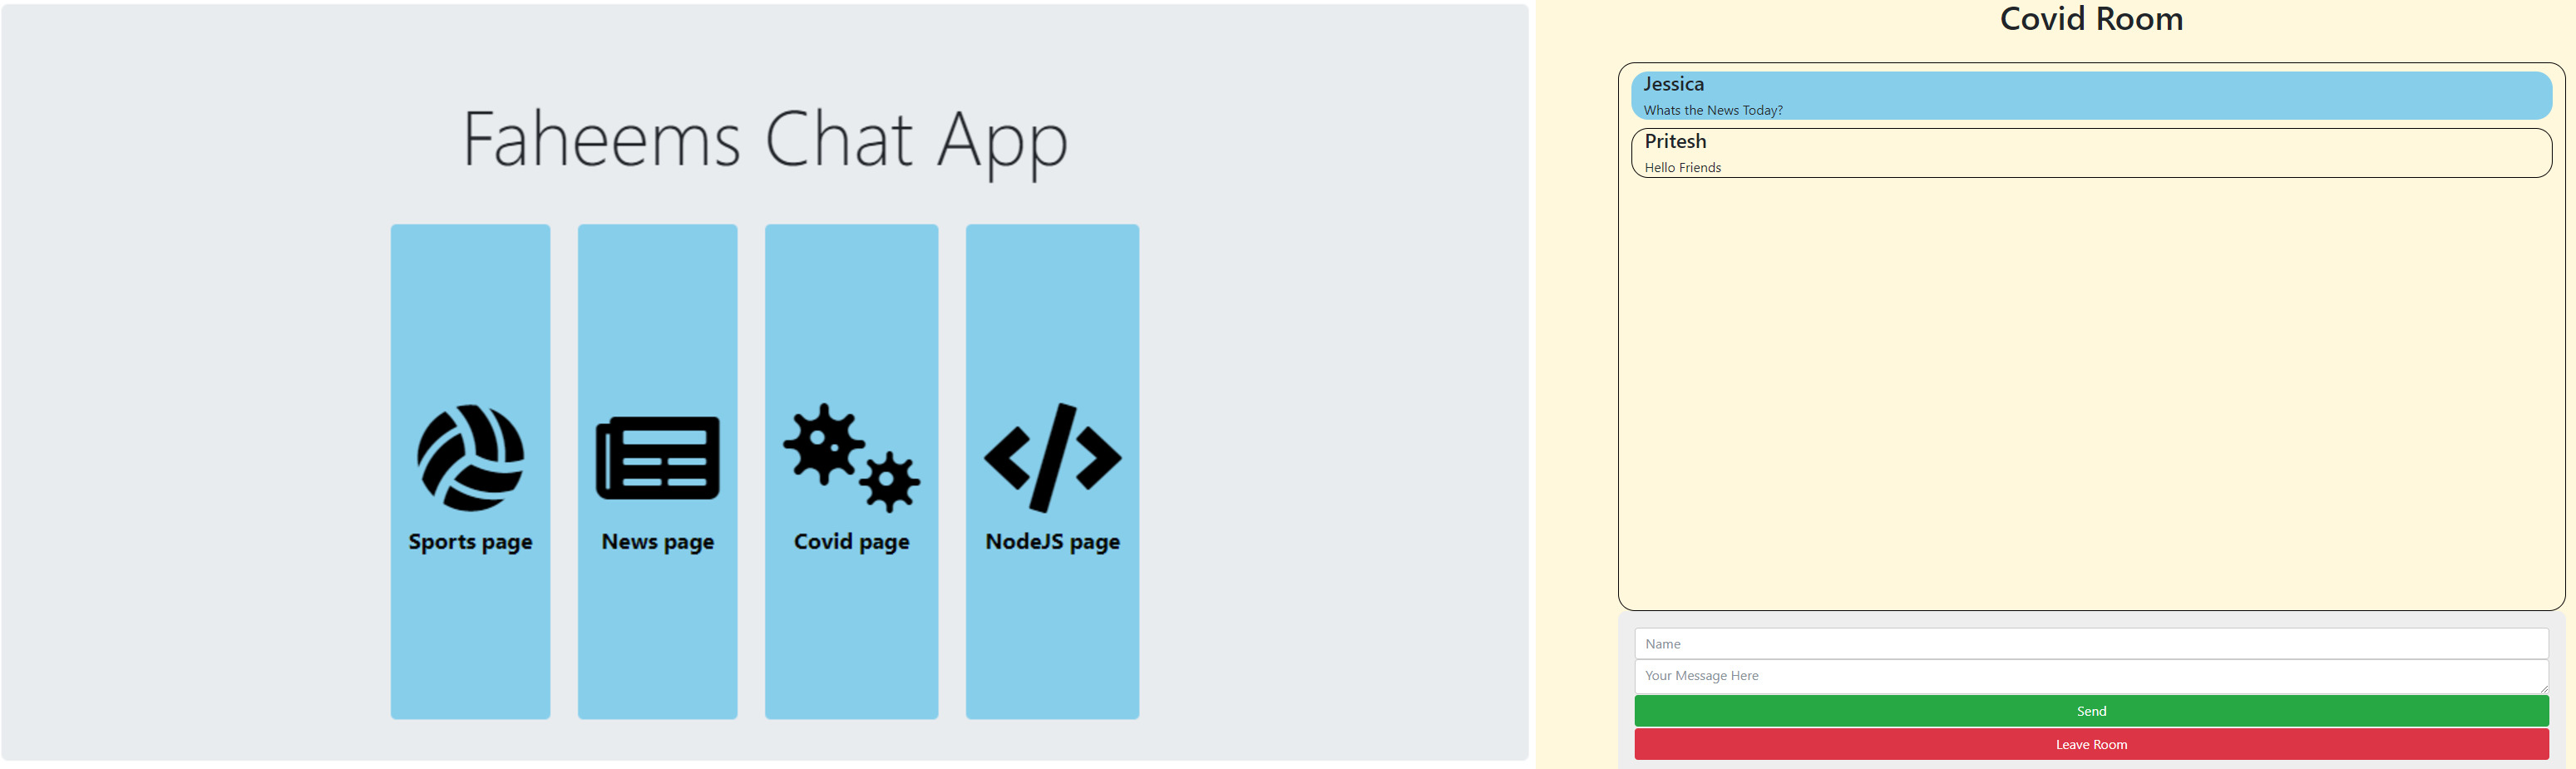 Faheems Chat App
Sports page
News page
Covid page
NodeJS page
Covid Room
Jessica
Whats the News Today?
Pritesh
Hello Friends
Name
Your Message Here
Send
Leave Room